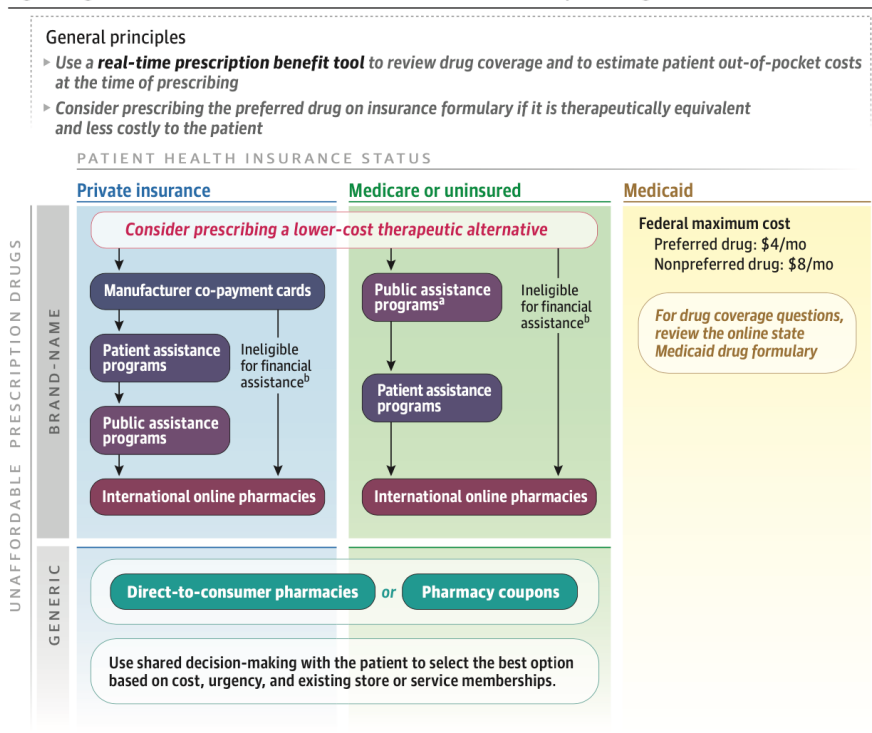 General principles
▸ Use a real-time prescription benefit tool to review drug coverage and to estimate patient out-of-pocket costs
at the time of prescribing
▸ Consider prescribing the preferred drug on insurance formulary if it is therapeutically equivalent
and less costly to the patient
PATIENT HEALTH INSURANCE STATUS
Private insurance
Medicare or uninsured
Medicaid
UNAFFORDABLE PRESCRIPTION DRUGS
BRAND-NAME
Consider prescribing a lower-cost therapeutic alternative
Manufacturer co-payment cards
Patient assistance
programs
Ineligible
for financial
assistanceᵇ
Public assistance
programs
International online pharmacies
Public assistance
programsᵃ
Ineligible
for financial
assistanceᵇ
Patient assistance
programs
International online pharmacies
Federal maximum cost
Preferred drug: $4/mo
Nonpreferred drug: $8/mo
For drug coverage questions,
review the online state
Medicaid drug formulary
GENERIC
Direct-to-consumer pharmacies or Pharmacy coupons
Use shared decision-making with the patient to select the best option
based on cost, urgency, and existing store or service memberships.